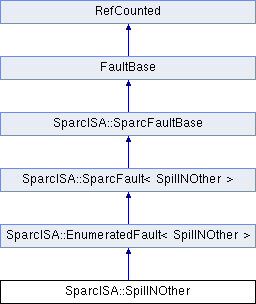 RefCounted
FaultBase
SparcISA::SparcFaultBase
SparcISA::SparcFault< SpillNOther >
SparcISA::EnumeratedFault< SpillNOther >
SparcISA::SpillNOther